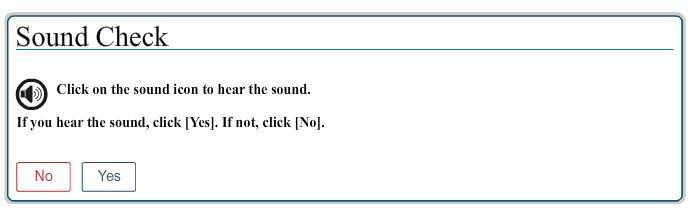 Sound Check
Click on the sound icon to hear the sound.
If you hear the sound, click [Yes]. If not, click [No].
No Yes